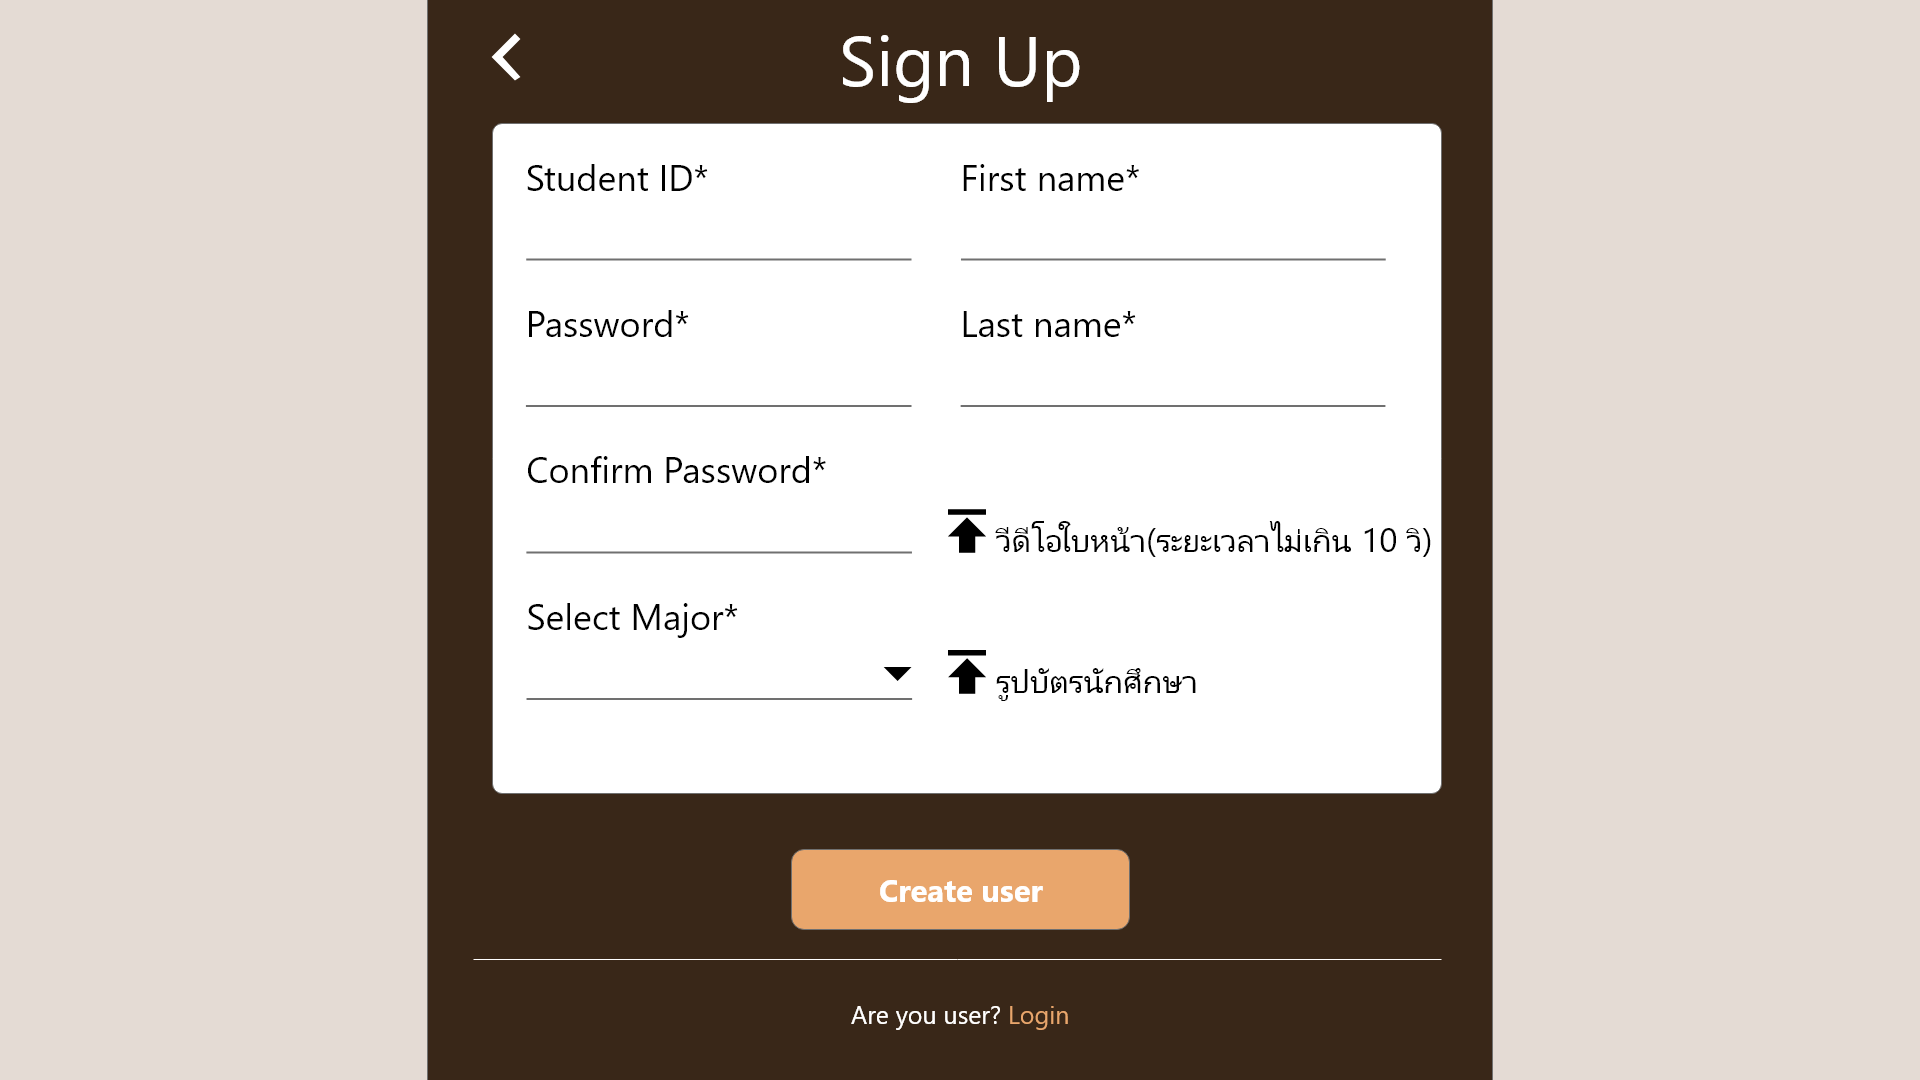 Sign Up
Student ID*
First name*
Password*
Last name*
Confirm Password*
วีดีโอใบหน้า(ระยะเวลาไม่เกิน 10 วิ)
Select Major*
รูปบัตรนักศึกษา
Create user
Are you user? Login